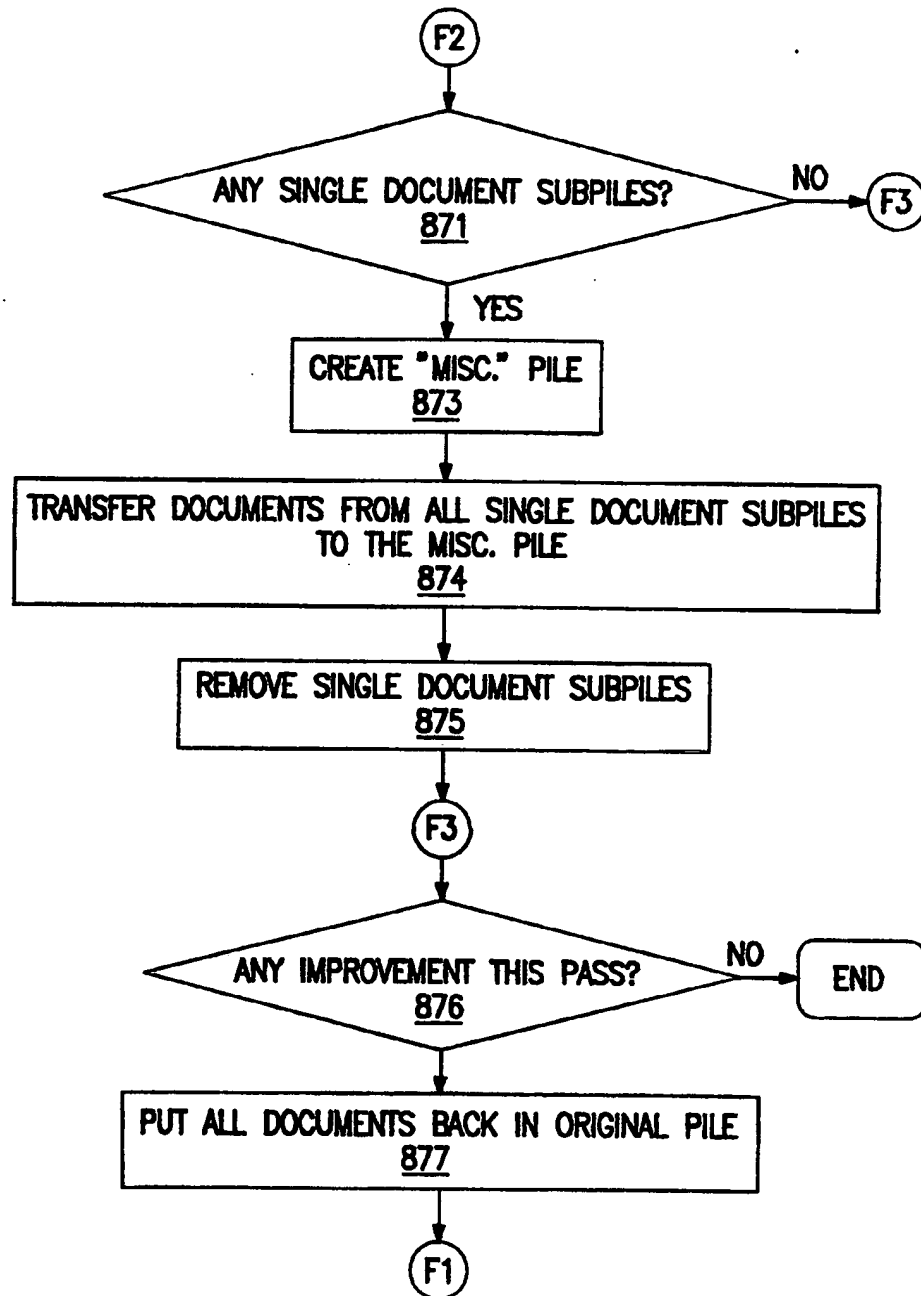 F2
ANY SINGLE DOCUMENT SUBPILES?
871
NO
F3
YES
CREATE "MISC." PILE
873
TRANSFER DOCUMENTS FROM ALL SINGLE DOCUMENT SUBPILES
TO THE MISC. PILE
874
REMOVE SINGLE DOCUMENT SUBPILES
875
F3
ANY IMPROVEMENT THIS PASS?
876
NO
END
PUT ALL DOCUMENTS BACK IN ORIGINAL PILE
877
F1